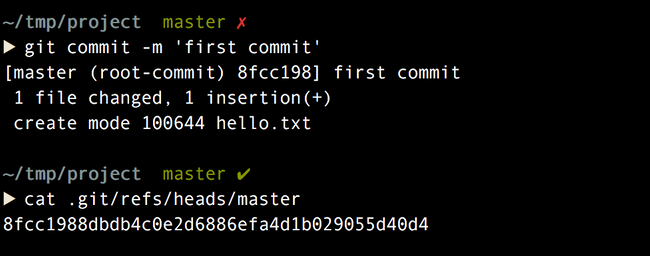 ~/tmp/project master ✗
▶ git commit -m 'first commit'
[master (root-commit) 8fcc198] first commit
1 file changed, 1 insertion(+)
create mode 100644 hello.txt
~/tmp/project master ✔
▶ cat .git/refs/heads/master
8fcc1988dbdb4c0e2d6886efa4d1b029055d40d4